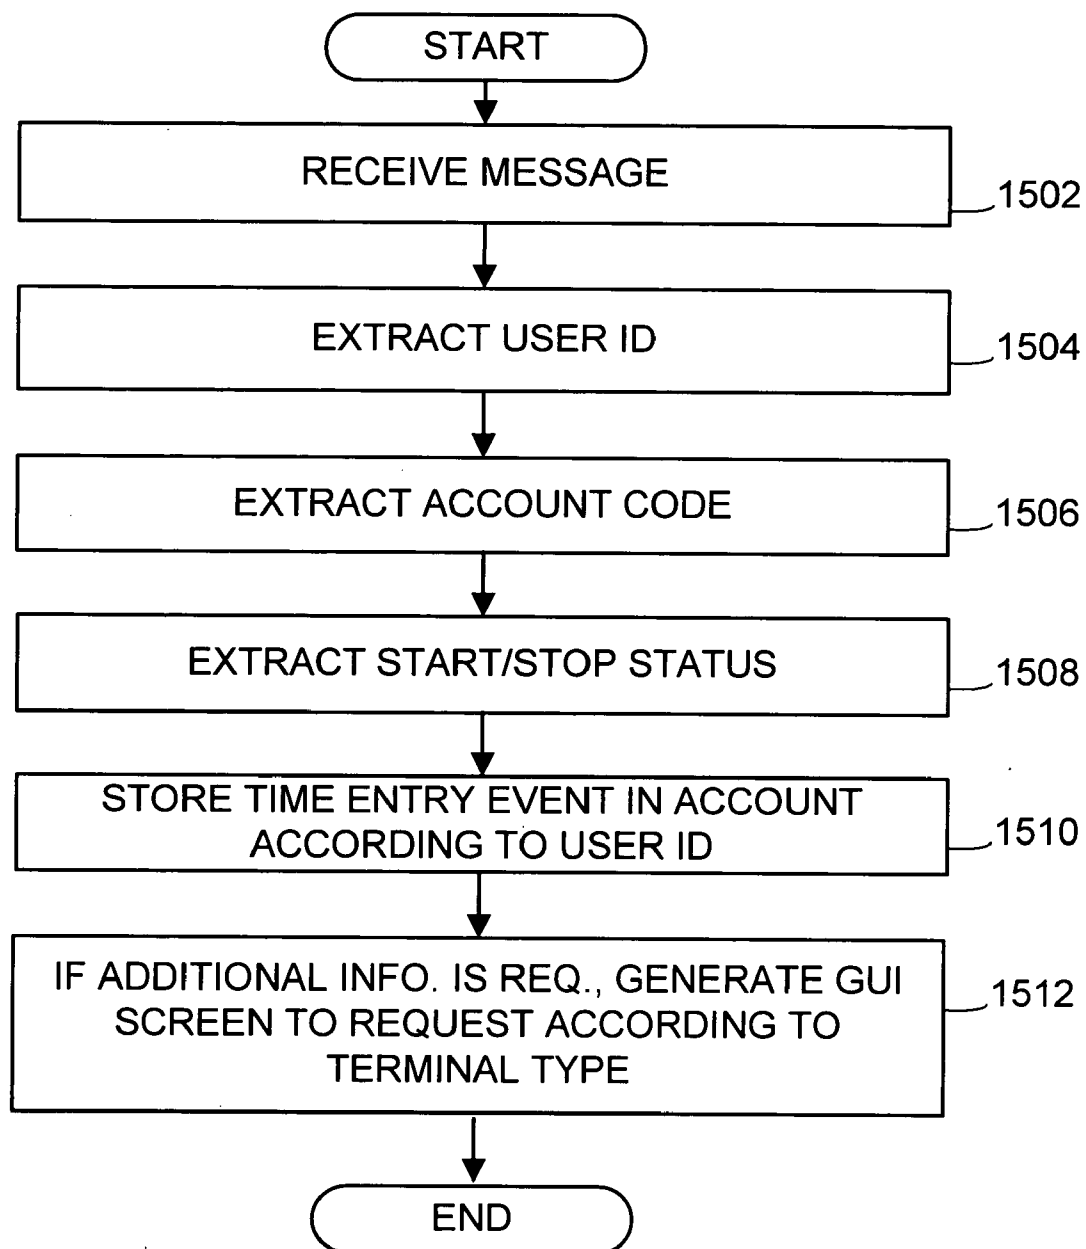 START
RECEIVE MESSAGE
1502
EXTRACT USER ID
1504
EXTRACT ACCOUNT CODE
1506
EXTRACT START/STOP STATUS
1508
STORE TIME ENTRY EVENT IN ACCOUNT
ACCORDING TO USER ID
1510
IF ADDITIONAL INFO. IS REQ., GENERATE GUI
SCREEN TO REQUEST ACCORDING TO
TERMINAL TYPE
1512
END